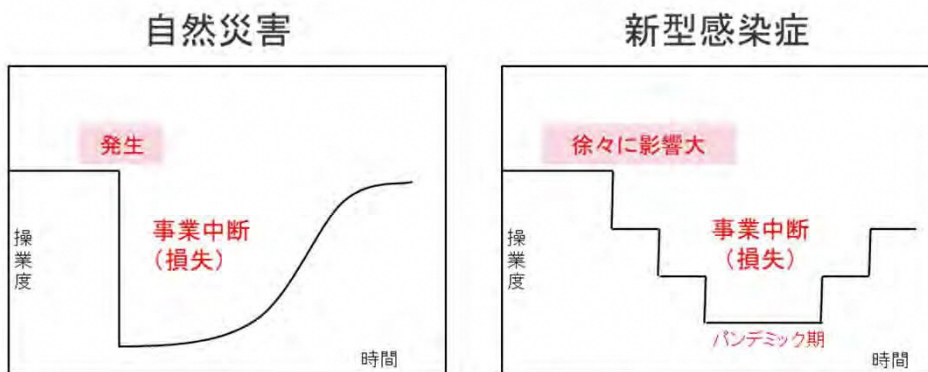 自然災害
発生
事業中断
(損失)
操業度
時間
新型感染症
徐々に影響大
事業中断
(損失)
操業度
パンデミック期
時間